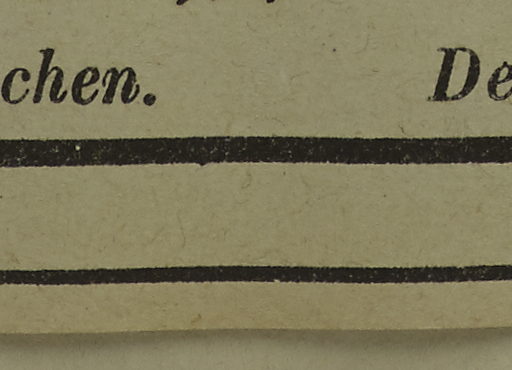 chen. De